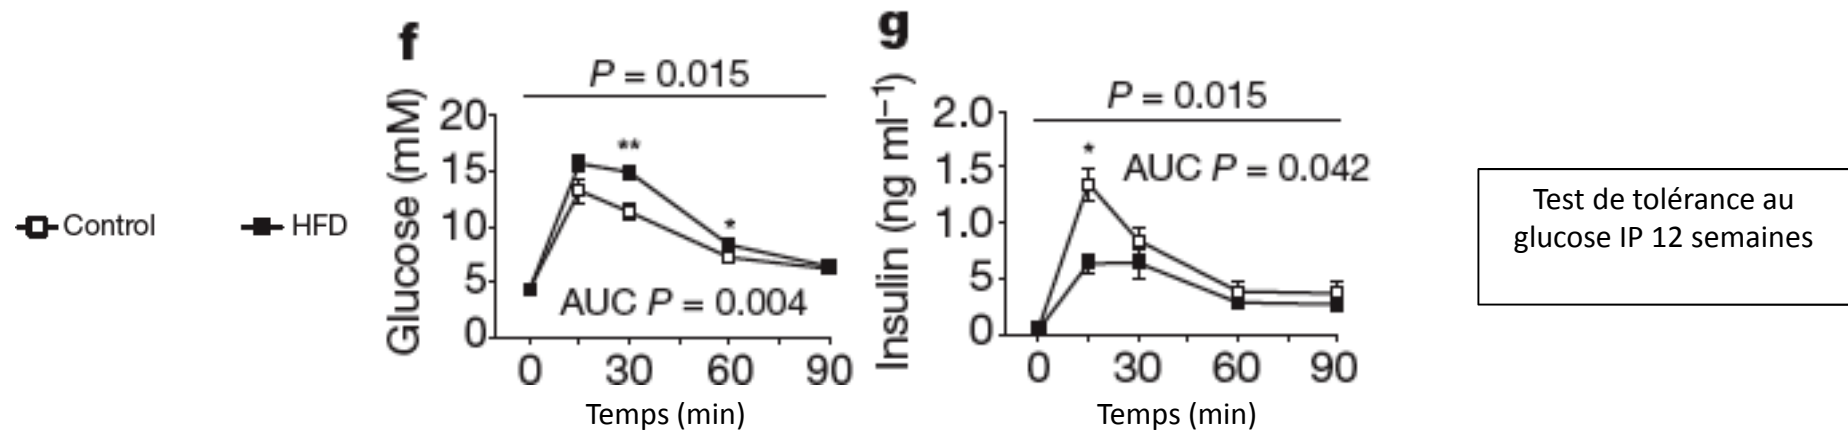 Control
HFD
f
P = 0.015
Glucose (mM)
20
15
10
5
0
**
*
AUC P = 0.004
0 30 60 90
Temps (min)
g
P = 0.015
Insulin (ng ml⁻¹)
2.0
1.5
1.0
5
0
*
AUC P = 0.042
0 30 60 90
Temps (min)
Test de tolérance au
glucose IP 12 semaines